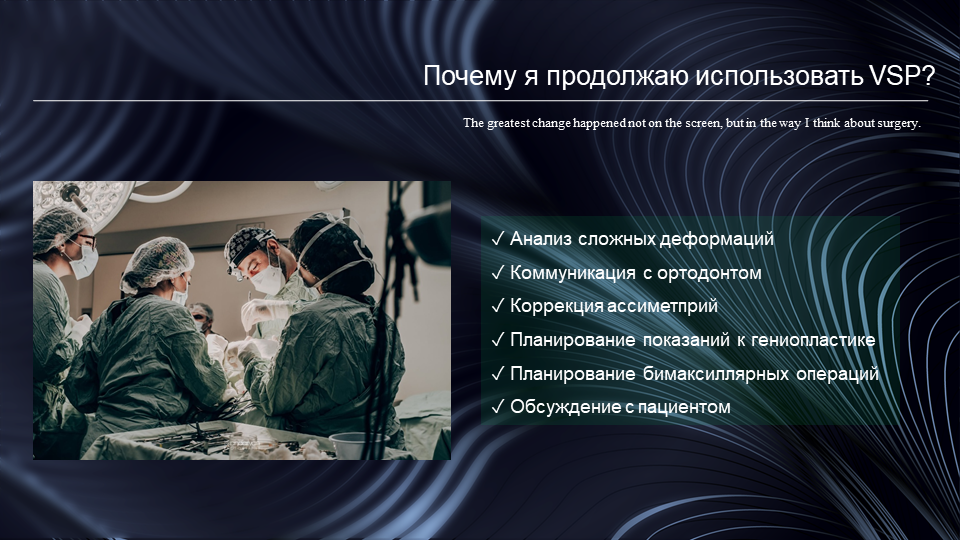 Почему я продолжаю использовать VSP?
The greatest change happened not on the screen, but in the way I think about surgery.
✓ Анализ сложных деформаций
✓ Коммуникация с ортодонтом
✓ Коррекция ассиметприй
✓ Планирование показаний к гениопластике
✓ Планирование бимаксиллярных операций
✓ Обсуждение с пациентом